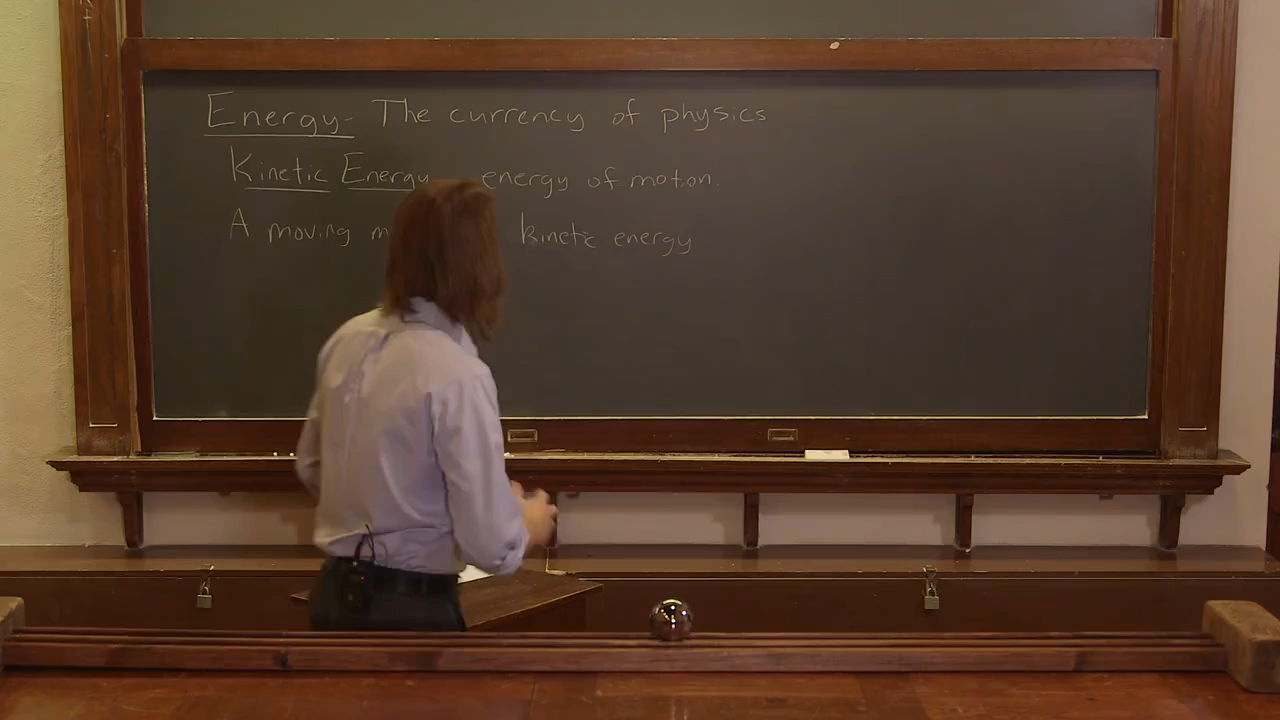 Energy - The currency of physics
Kinetic Energy energy of motion.
A moving kinetic energy